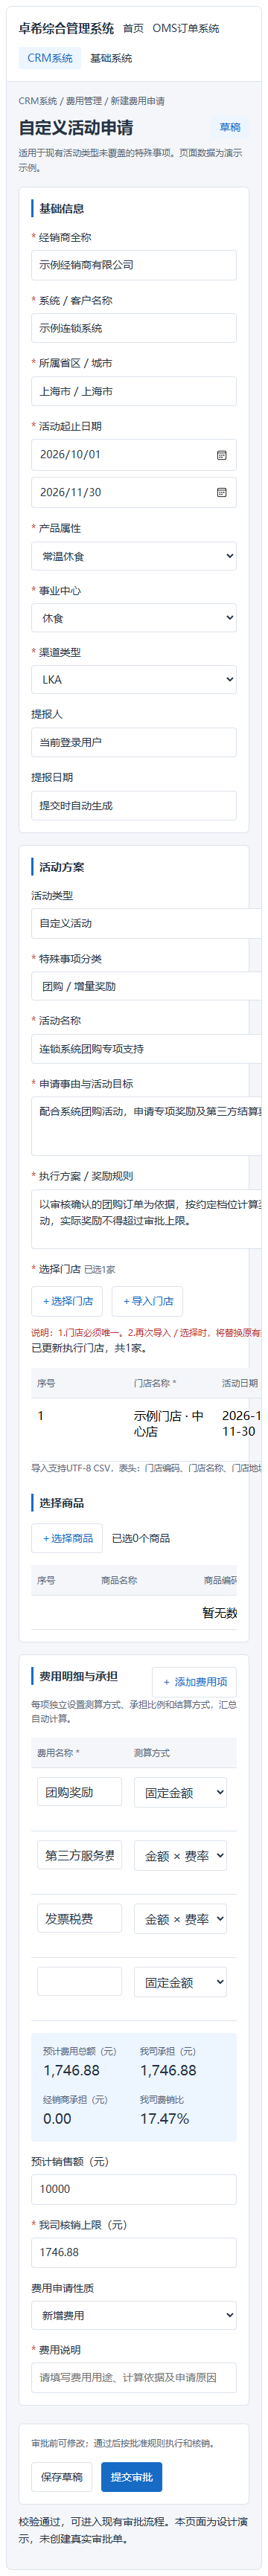 卓希综合管理系统 首页 OMS订单系统
CRM系统 基础系统
CRM系统 / 费用管理 / 新建费用申请
自定义活动申请 草稿
适用于现有活动类型未覆盖的特殊事项。页面数据为演示
示例。
基础信息
* 经销商全称
示例经销商有限公司
* 系统 / 客户名称
示例连锁系统
* 所属省区 / 城市
上海市 / 上海市
* 活动起止日期
2026/10/01
2026/11/30
* 产品属性
常温休食
* 事业中心
休食
* 渠道类型
LKA
提报人
当前登录用户
提报日期
提交时自动生成
活动方案
活动类型
自定义活动
* 特殊事项分类
团购 / 增量奖励
* 活动名称
连锁系统团购专项支持
* 申请事由与活动目标
配合系统团购活动，申请专项奖励及第三方结算
* 执行方案 / 奖励规则
以审核确认的团购订单为依据，按约定档位计算
动，实际奖励不得超过审批上限。
* 选择门店 已选1家
＋选择门店 ＋导入门店
说明：1.门店必须唯一。2.再次导入 / 选择时，将替换原有
已更新执行门店，共1家。
序号 门店名称 * 活动日期
1 示例门店 · 中 2026-1
心店 11-30
导入支持UTF-8 CSV，表头：门店编码、门店名称、门店地
选择商品
＋选择商品 已选0个商品
序号 商品名称 商品编码
暂无数
费用明细与承担 ＋ 添加费用项
每项独立设置测算方式、承担比例和结算方式，汇总
自动计算。
费用名称 * 测算方式
团购奖励 固定金额
第三方服务费 金额 × 费率
发票税费 金额 × 费率
固定金额
预计费用总额（元） 我司承担（元）
1,746.88 1,746.88
经销商承担（元） 我司费销比
0.00 17.47%
预计销售额（元）
10000
* 我司核销上限（元）
1746.88
费用申请性质
新增费用
* 费用说明
请填写费用用途、计算依据及申请原因
审批前可修改；通过后按批准规则执行和核销。
保存草稿 提交审批
校验通过，可进入现有审批流程。本页面为设计演
示，未创建真实审批单。